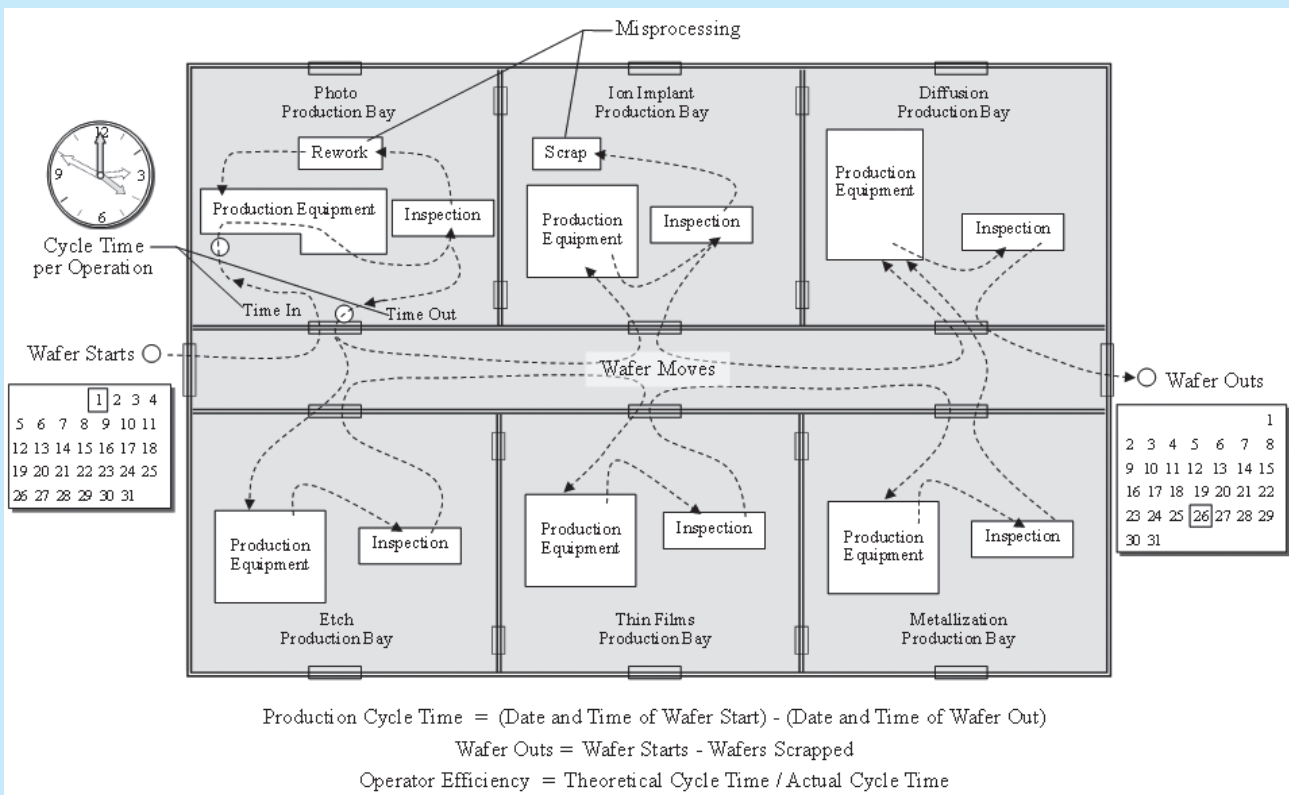 Misprocessing
Photo
Production Bay
Ion Implant
Production Bay
Diffusion
Production Bay
12
9
3
6
Rework
Scrap
Production
Equipment
Production Equipment
Inspection
Production
Equipment
Inspection
Inspection
Cycle Time
per Operation
Time In
Time Out
Wafer Starts
Wafer Moves
Wafer Outs
1 2 3 4
5 6 7 8 9 10 11
12 13 14 15 16 17 18
19 20 21 22 23 24 25
26 27 28 29 30 31
1
2 3 4 5 6 7 8
9 10 11 12 13 14 15
16 17 18 19 20 21 22
23 24 25 26 27 28 29
30 31
Production
Equipment
Inspection
Production
Equipment
Inspection
Production
Equipment
Inspection
Etch
Production Bay
Thin Films
Production Bay
Metallization
Production Bay
Production Cycle Time = (Date and Time of Wafer Start) - (Date and Time of Wafer Out)
Wafer Outs = Wafer Starts - Wafers Scrapped
Operator Efficiency = Theoretical Cycle Time / Actual Cycle Time